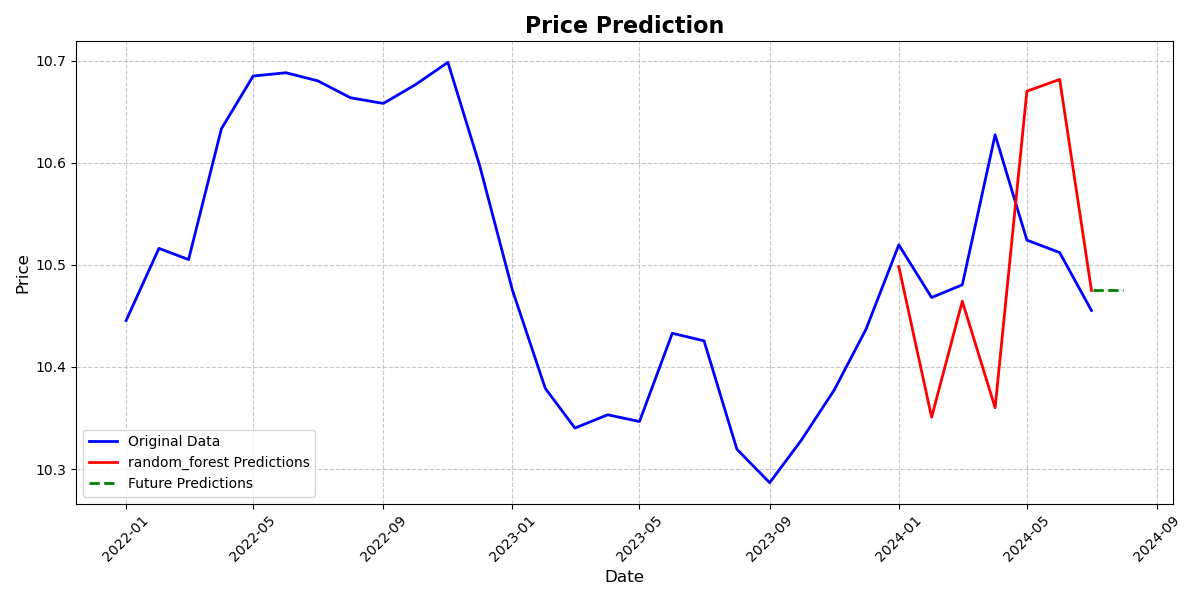 Price Prediction
Price
10.7
10.6
10.5
10.4
10.3
Original Data
random_forest Predictions
Future Predictions
2022-01
2022-05
2022-09
2023-01
2023-05
2023-09
2024-01
2024-05
2024-09
Date